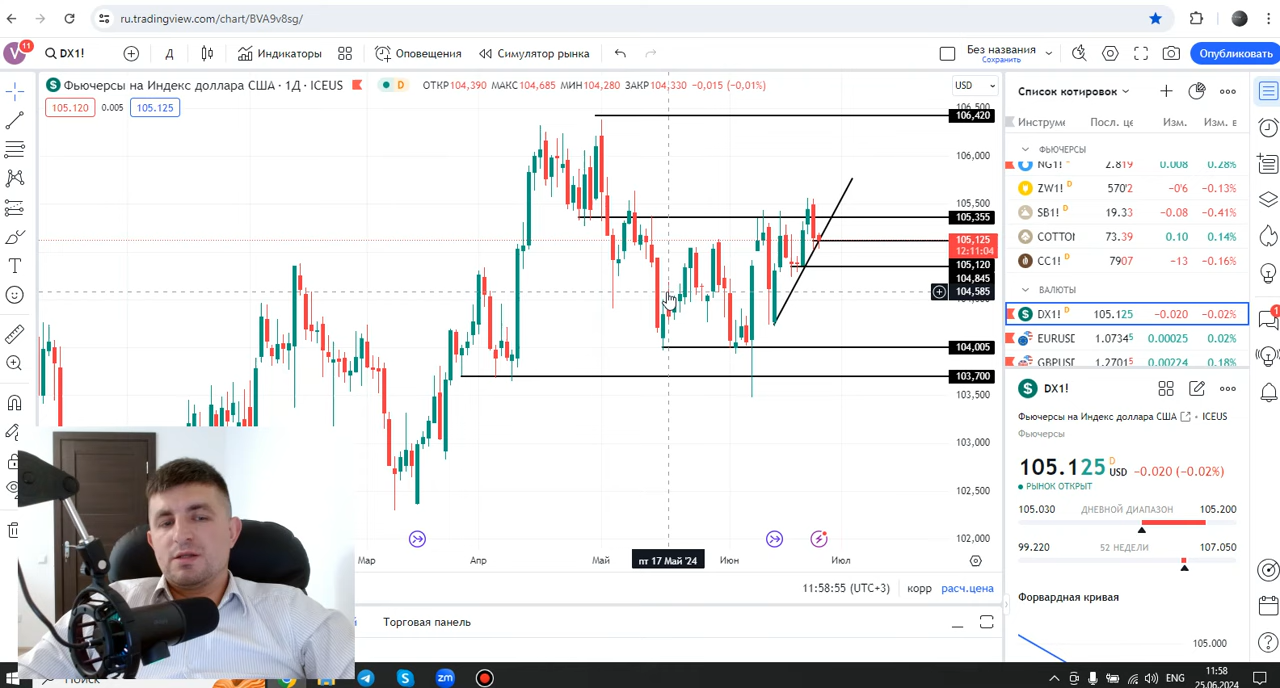 ru.tradingview.com/chart/BVA9v8sg/
V
11
DX1!
Д
Индикаторы
Оповещения
Симулятор рынка
Без названия
Сохранить
Опубликовать
Фьючерсы на Индекс доллара США · 1Д · ICEUS
D
ОТКР104,390 МАКС104,685 МИН104,280 ЗАКР104,330 −0,015 (−0,01%)
USD
105.120
0.005
105.125
106,420
106,000
105,500
105,355
105,125
12:11:04
105,120
104,845
104,585
104,005
103,700
103,500
103,000
102,500
102,000
Мар
Апр
Май
пт 17 Май '24
Июн
Июл
11:58:55 (UTC+3)
корр
расч.цена
Торговая панель
Список котировок
Инструме
Посл. це
Изм.
Изм. в
ФЬЮЧЕРСЫ
NG1! D 2.819 0.008 0.28%
ZW1! D 570'2 −0'6 −0.13%
SB1! D 19.33 −0.08 −0.41%
COTTO 73.39 0.10 0.14%
CC1! D 7907 −13 −0.16%
ВАЛЮТЫ
DX1! D 105.125 −0.020 −0.02%
EURUSD 1.07345 0.00025 0.02%
GBPUSD 1.27015 0.00224 0.18%
DX1!
Фьючерсы на Индекс доллара США · ICEUS
Фьючерсы
105.125 D USD −0.020 (−0.02%)
РЫНОК ОТКРЫТ
105.030 ДНЕВНОЙ ДИАПАЗОН 105.200
99.220 52 НЕДЕЛИ 107.050
Форвардная кривая
105.000
1
Поиск
zm
ENG
11:58
25.06.2024